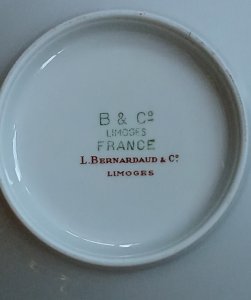 B & Cº
LIMOGES
FRANCE
L. BERNARDAUD & Cº
LIMOGES